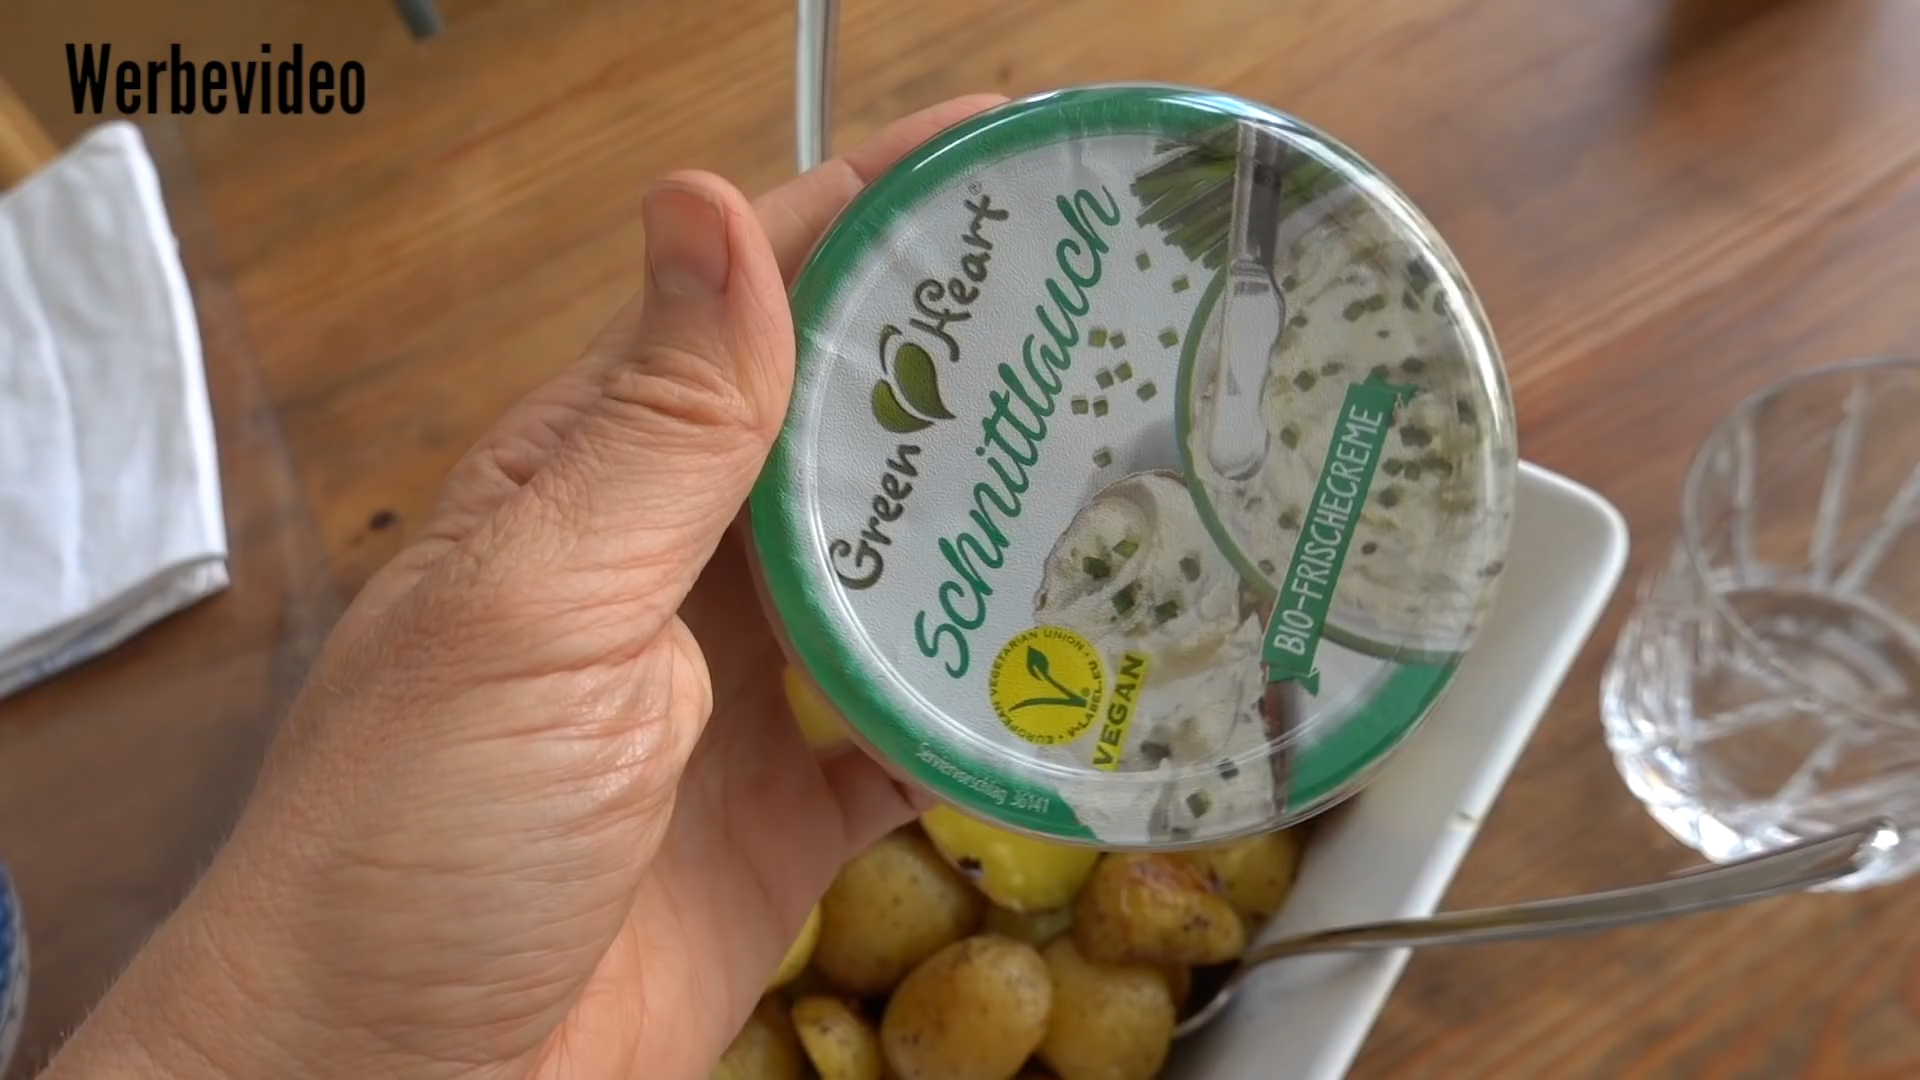 Werbevideo
Green Heart®
Schnittlauch
BIO-FRISCHECREME
EUROPEAN VEGETARIAN UNION
V-LABEL.EU
VEGAN
Serviervorschlag 36141